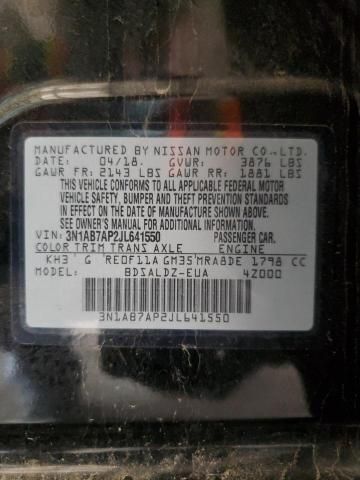 MANUFACTURED BY NISSAN MOTOR CO.,LTD.
DATE: 04/18. GVWR: 3876 LBS
GAWR FR: 2143 LBS GAWR RR: 1881 LBS
THIS VEHICLE CONFORMS TO ALL APPLICABLE FEDERAL MOTOR
VEHICLE SAFETY, BUMPER AND THEFT PREVENTION STANDARDS
IN EFFECT ON THE DATE OF MANUFACTURE SHOWN ABOVE.
SEE OWNER'S MANUAL FOR ADDITIONAL INFORMATION.
VIN: 3N1AB7AP2JL641550 PASSENGER CAR.
COLOR TRIM TRANS AXLE ENGINE
KH3 G RE0F11A GM35 MRA8DE 1798 CC
MODEL: BDSALDZ-EUA 4Z000
3N1AB7AP2JL641550